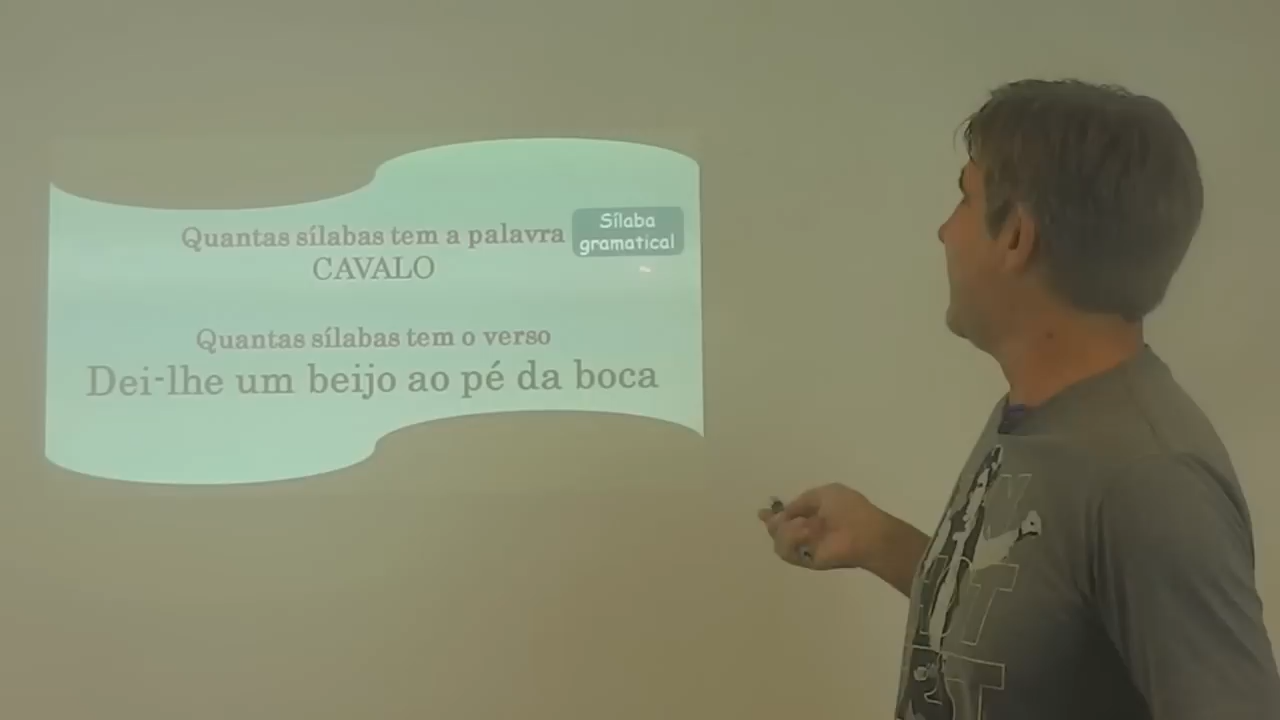 Quantas sílabas tem a palavra
CAVALO
Sílaba
gramatical
Quantas sílabas tem o verso
Dei-lhe um beijo ao pé da boca